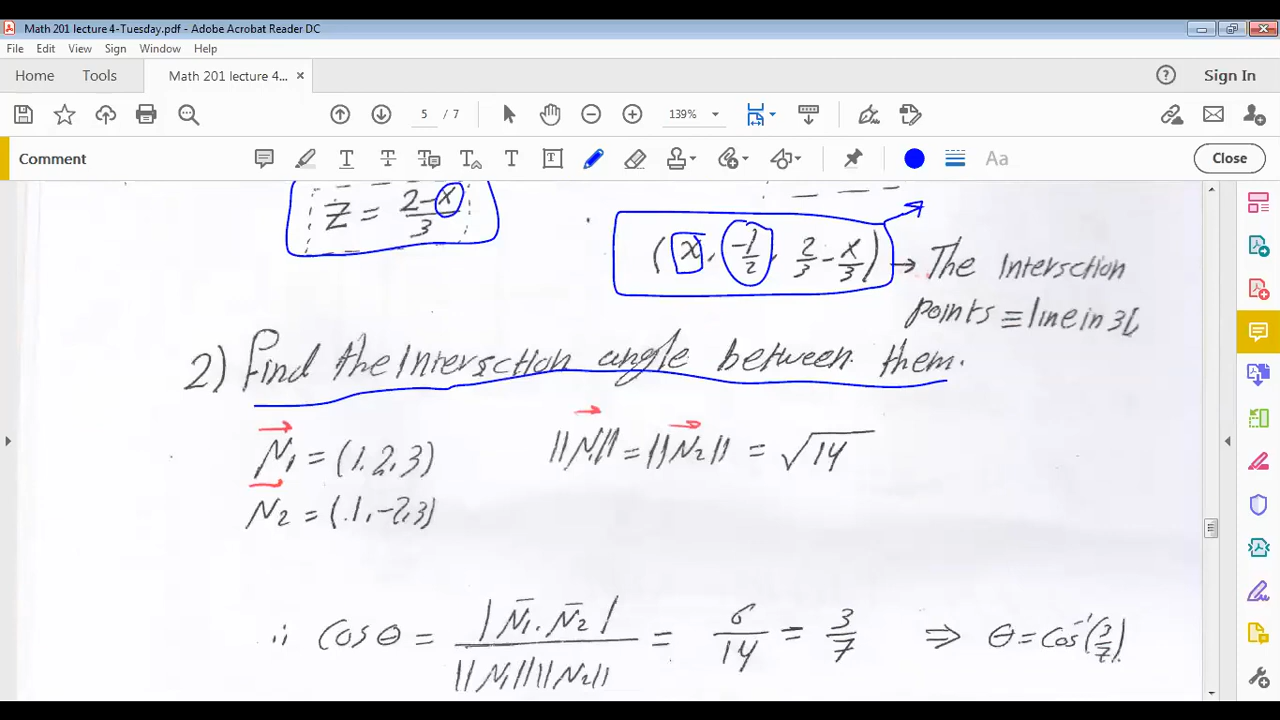 Math 201 lecture 4-Tuesday.pdf - Adobe Acrobat Reader DC
File Edit View Sign Window Help
Home Tools Math 201 lecture 4... × Sign In
5 / 7 139%
Comment Close
Z = (2-x)/3
(x, -1/2, 2/3 - x/3) → The Intersction
points ≡ line in 3D
2) Find the Intersction angle between them.
N₁ = (1, 2, 3) ||N₁|| = ||N₂|| = √14
N₂ = (1, -2, 3)
∴ Cos θ = |N₁ . N₂| / ||N₁|| ||N₂|| = 6/14 = 3/7 ⇒ θ = Cos⁻¹(3/7)